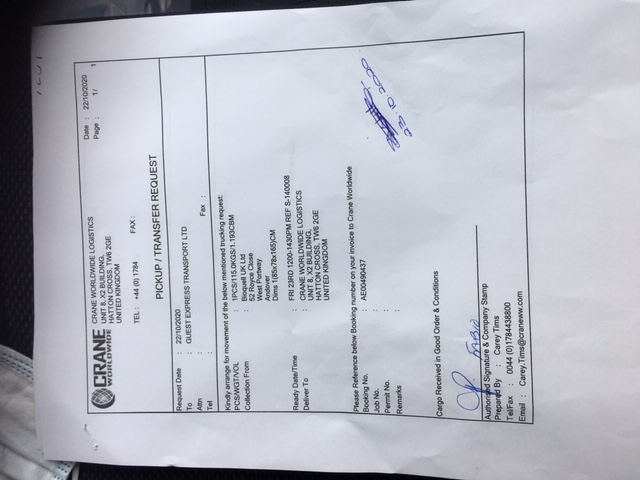 CRANE
WORLDWIDE
CRANE WORLDWIDE LOGISTICS
UNIT 8, X2 BUILDING,
HATTON CROSS, TW6 2GE
UNITED KINGDOM
TEL : +44 (0) 1784 FAX :
Date : 22/10/2020
Page : 1/ 1
PICKUP / TRANSFER REQUEST
Request Date : 22/10/2020
To : GUEST EXPRESS TRANSPORT LTD
Attn :
Tel : Fax :
Kindly arrange for movement of the below mentioned trucking request:
PCS/WGT/VOL : 1PCS/115.0KGS/1.193CBM
Collection From : Bioquell UK Ltd
52 Royce Close
West Portway
Andover
Dims 1(85x78x165)CM
Ready Date/Time : FRI 23RD 1200-1430PM REF S-140008
Deliver To : CRANE WORLDWIDE LOGISTICS
UNIT 8, X2 BUILDING,
HATTON CROSS, TW6 2GE
UNITED KINGDOM
Please Reference below Booking number on your invoice to Crane Worldwide
Booking No. : AE00490437
Job No. :
Permit No. :
Remarks :
23.10.2020
Cargo Received in Good Order & Conditions
FABIO
Authorised Signature & Company Stamp
Prepared By : Carey Tims
Tel/Fax : 0044 (0)1784438800
Email : Carey.Tims@craneww.com